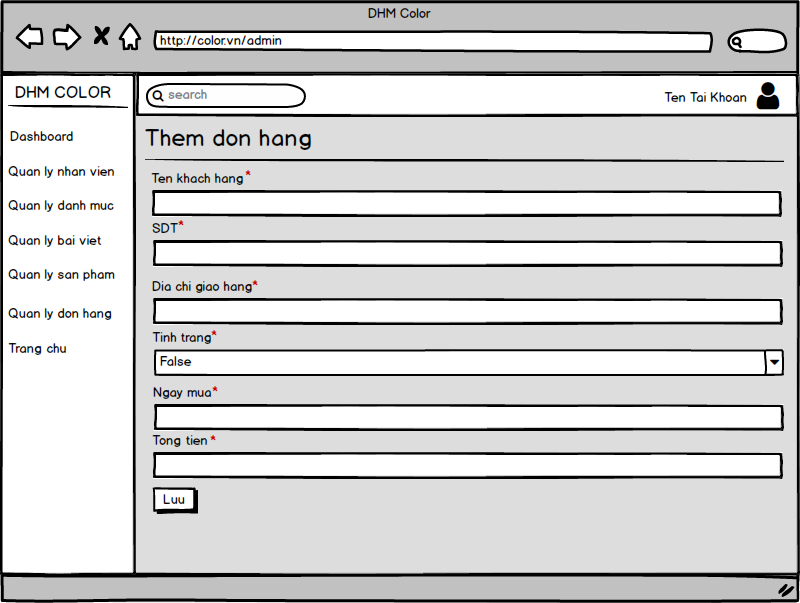 DHM Color
http://color.vn/admin
DHM COLOR
Dashboard
Quan ly nhan vien
Quan ly danh muc
Quan ly bai viet
Quan ly san pham
Quan ly don hang
Trang chu
search
Ten Tai Khoan
Them don hang
Ten khach hang*
SDT*
Dia chi giao hang*
Tinh trang*
False
Ngay mua*
Tong tien *
Luu